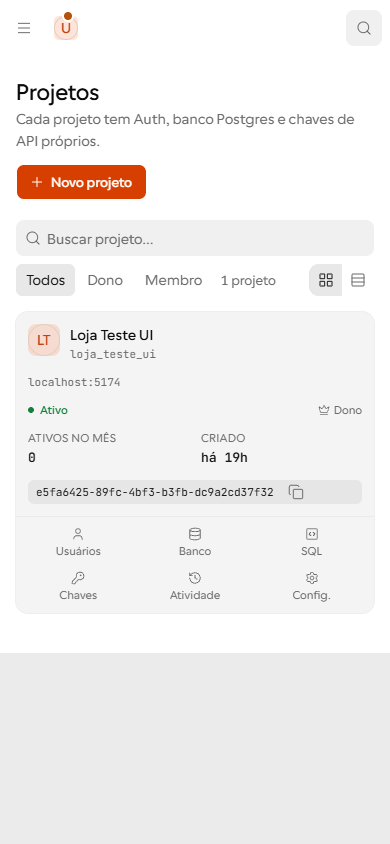 U
Projetos
Cada projeto tem Auth, banco Postgres e chaves de
API próprios.
Novo projeto
Buscar projeto...
Todos Dono Membro 1 projeto
LT
Loja Teste UI
loja_teste_ui
localhost:5174
Ativo Dono
ATIVOS NO MÊS CRIADO
0 há 19h
e5fa6425-89fc-4bf3-b3fb-dc9a2cd37f32
Usuários Banco SQL
Chaves Atividade Config.